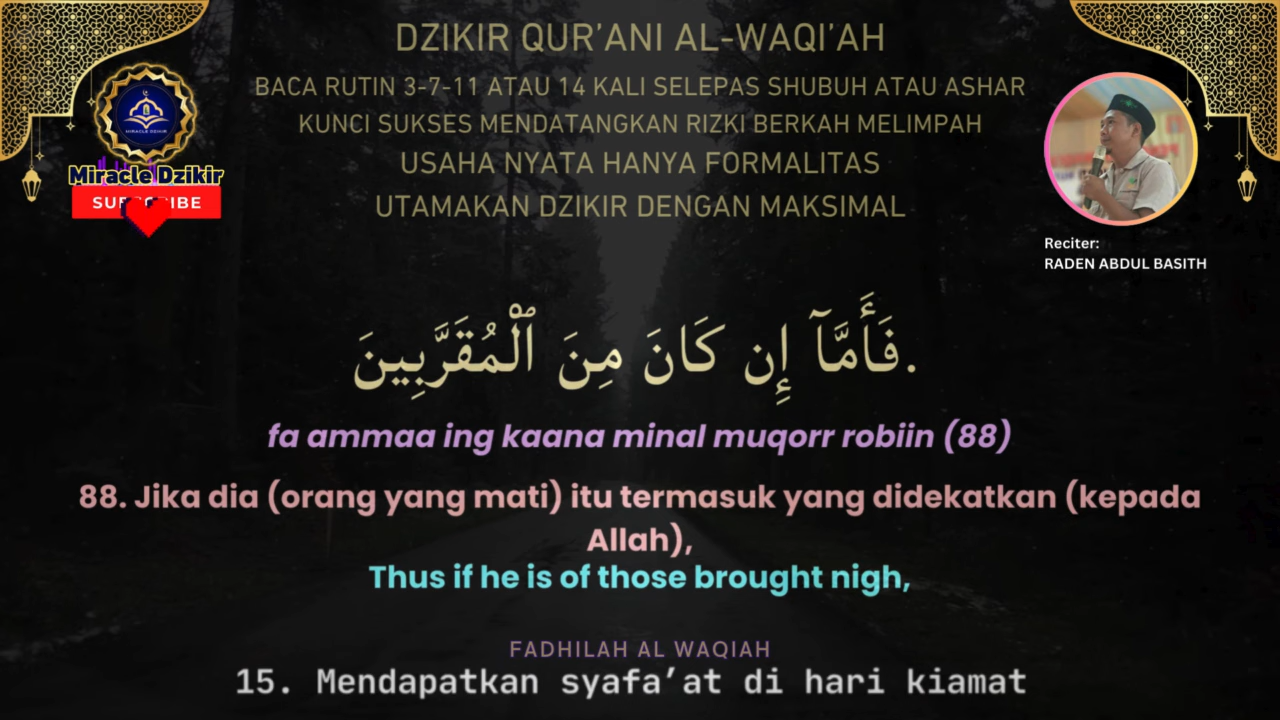 DZIKIR QUR'ANI AL-WAQI'AH
BACA RUTIN 3-7-11 ATAU 14 KALI SELEPAS SHUBUH ATAU ASHAR
KUNCI SUKSES MENDATANGKAN RIZKI BERKAH MELIMPAH
USAHA NYATA HANYA FORMALITAS
UTAMAKAN DZIKIR DENGAN MAKSIMAL
MIRACLE DZIKIR
Miracle Dzikir
Reciter:
RADEN ABDUL BASITH
فَأَمَّآ إِن كَانَ مِنَ ٱلْمُقَرَّبِينَ.
fa ammaa ing kaana minal muqorr robiin (88)
88. Jika dia (orang yang mati) itu termasuk yang didekatkan (kepada
Allah),
Thus if he is of those brought nigh,
FADHILAH AL WAQIAH
15. Mendapatkan syafa’at di hari kiamat